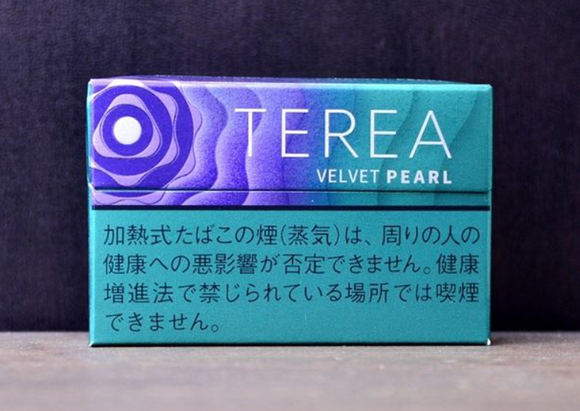 TEREA
VELVET PEARL
加熱式たばこの煙(蒸気)は、周りの人の
健康への悪影響が否定できません。健康
増進法で禁じられている場所では喫煙
できません。